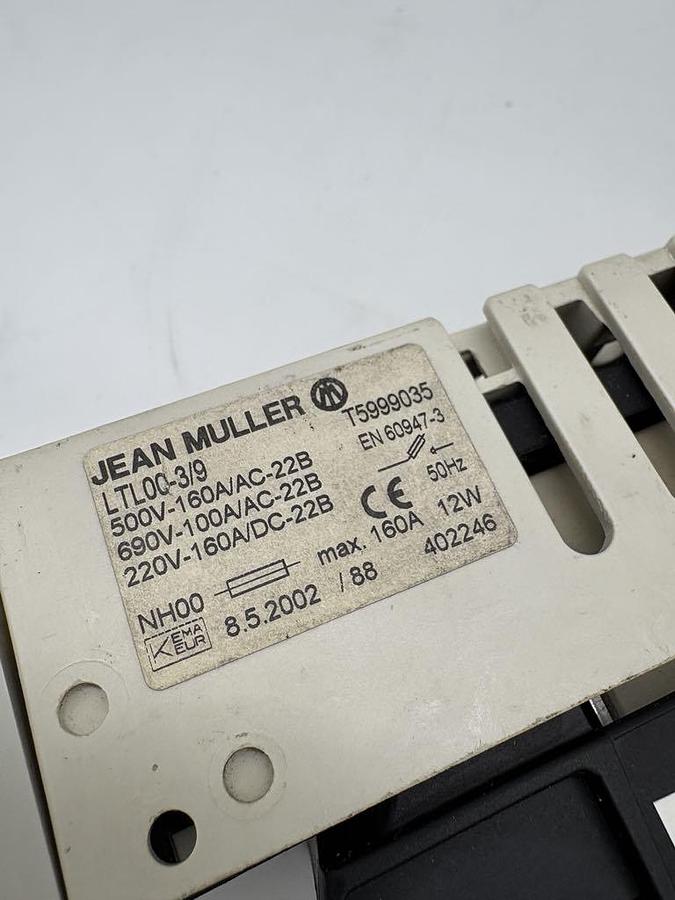 JEAN MULLER
T5999035
LTL00-3/9
EN 60947-3
500V-160A/AC-22B
690V-100A/AC-22B
50Hz
220V-160A/DC-22B
CE
NH00
max. 160A 12W
KEMA
EUR
8.5.2002 / 88
402246